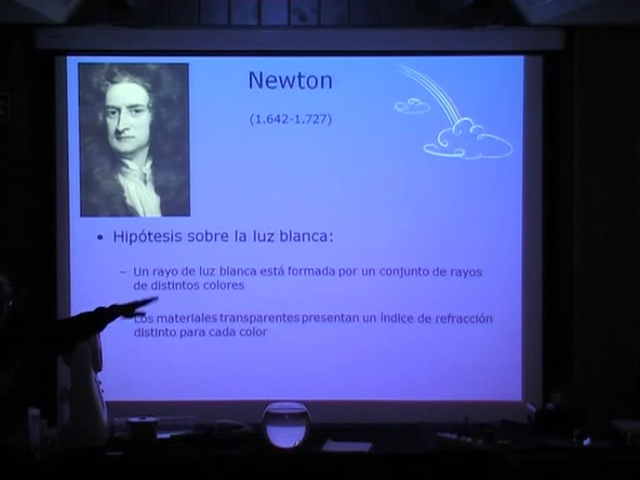 Newton
(1.642-1.727)
• Hipótesis sobre la luz blanca:
– Un rayo de luz blanca está formada por un conjunto de rayos
de distintos colores
– Los materiales transparentes presentan un índice de refracción
distinto para cada color